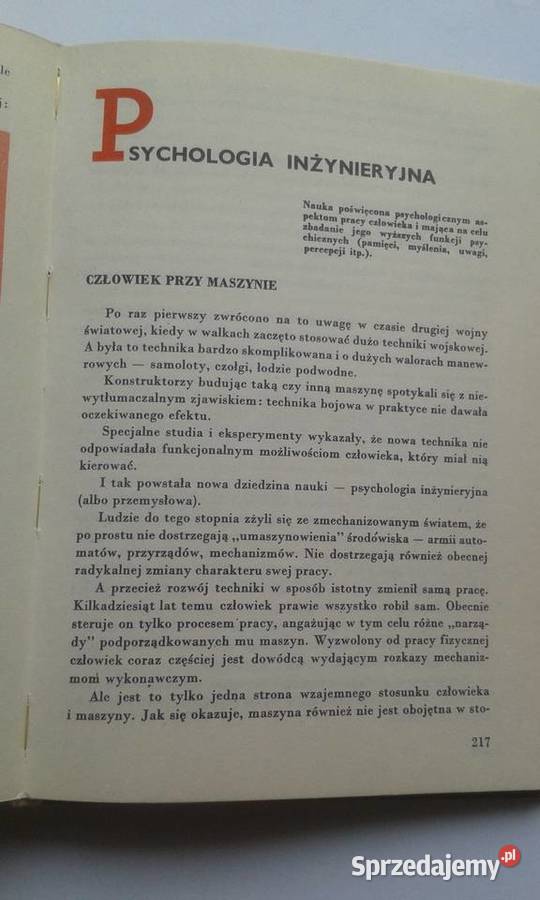 le
j:
PSYCHOLOGIA INŻYNIERYJNA
Nauka poświęcona psychologicznym as-
pektom pracy człowieka i mająca na celu
zbadanie jego wyższych funkcji psy-
chicznych (pamięci, myślenia, uwagi,
percepcji itp.).
CZŁOWIEK PRZY MASZYNIE
Po raz pierwszy zwrócono na to uwagę w czasie drugiej wojny
światowej, kiedy w walkach zaczęto stosować dużo techniki wojskowej.
A była to technika bardzo skomplikowana i o dużych walorach manew-
rowych — samoloty, czołgi, łodzie podwodne.
Konstruktorzy budując taką czy inną maszynę spotykali się z nie-
wytłumaczalnym zjawiskiem: technika bojowa w praktyce nie dawała
oczekiwanego efektu.
Specjalne studia i eksperymenty wykazały, że nowa technika nie
odpowiadała funkcjonalnym możliwościom człowieka, który miał nią
kierować.
I tak powstała nowa dziedzina nauki — psychologia inżynieryjna
(albo przemysłowa).
Ludzie do tego stopnia zżyli się ze zmechanizowanym światem, że
po prostu nie dostrzegają „umaszynowienia" środowiska — armii auto-
matów, przyrządów, mechanizmów. Nie dostrzegają również obecnej
radykalnej zmiany charakteru swej pracy.
A przecież rozwój techniki w sposób istotny zmienił samą pracę.
Kilkadziesiąt lat temu człowiek prawie wszystko robił sam. Obecnie
steruje on tylko procesem pracy, angażując w tym celu różne „narzą-
dy" podporządkowanych mu maszyn. Wyzwolony od pracy fizycznej
człowiek coraz częściej jest dowódcą wydającym rozkazy mechaniz-
mom wykonawczym.
Ale jest to tylko jedna strona wzajemnego stosunku człowieka
i maszyny. Jak się okazuje, maszyna również nie jest obojętna w sto-
217
Sprzedajemy.pl